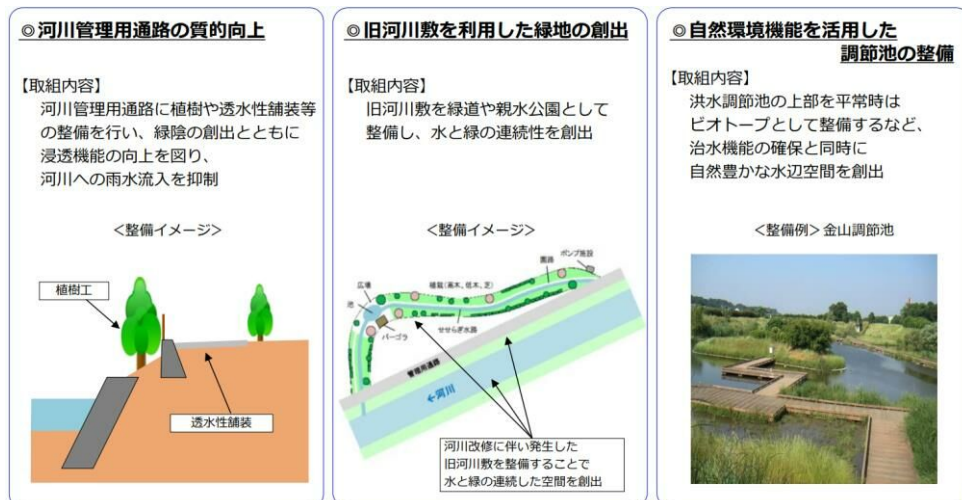 ◎河川管理用通路の質的向上
【取組内容】
河川管理用通路に植樹や透水性舗装等
の整備を行い、緑陰の創出とともに
浸透機能の向上を図り、
河川への雨水流入を抑制
＜整備イメージ＞
植樹工
透水性舗装
◎旧河川敷を利用した緑地の創出
【取組内容】
旧河川敷を緑道や親水公園として
整備し、水と緑の連続性を創出
＜整備イメージ＞
ポンプ施設
園路
広場
植栽(高木、低木、芝)
池
せせらぎ水路
パーゴラ
管理用通路
←河川
河川改修に伴い発生した
旧河川敷を整備することで
水と緑の連続した空間を創出
◎自然環境機能を活用した
調節池の整備
【取組内容】
洪水調節池の上部を平常時は
ビオトープとして整備するなど、
治水機能の確保と同時に
自然豊かな水辺空間を創出
＜整備例＞金山調節池